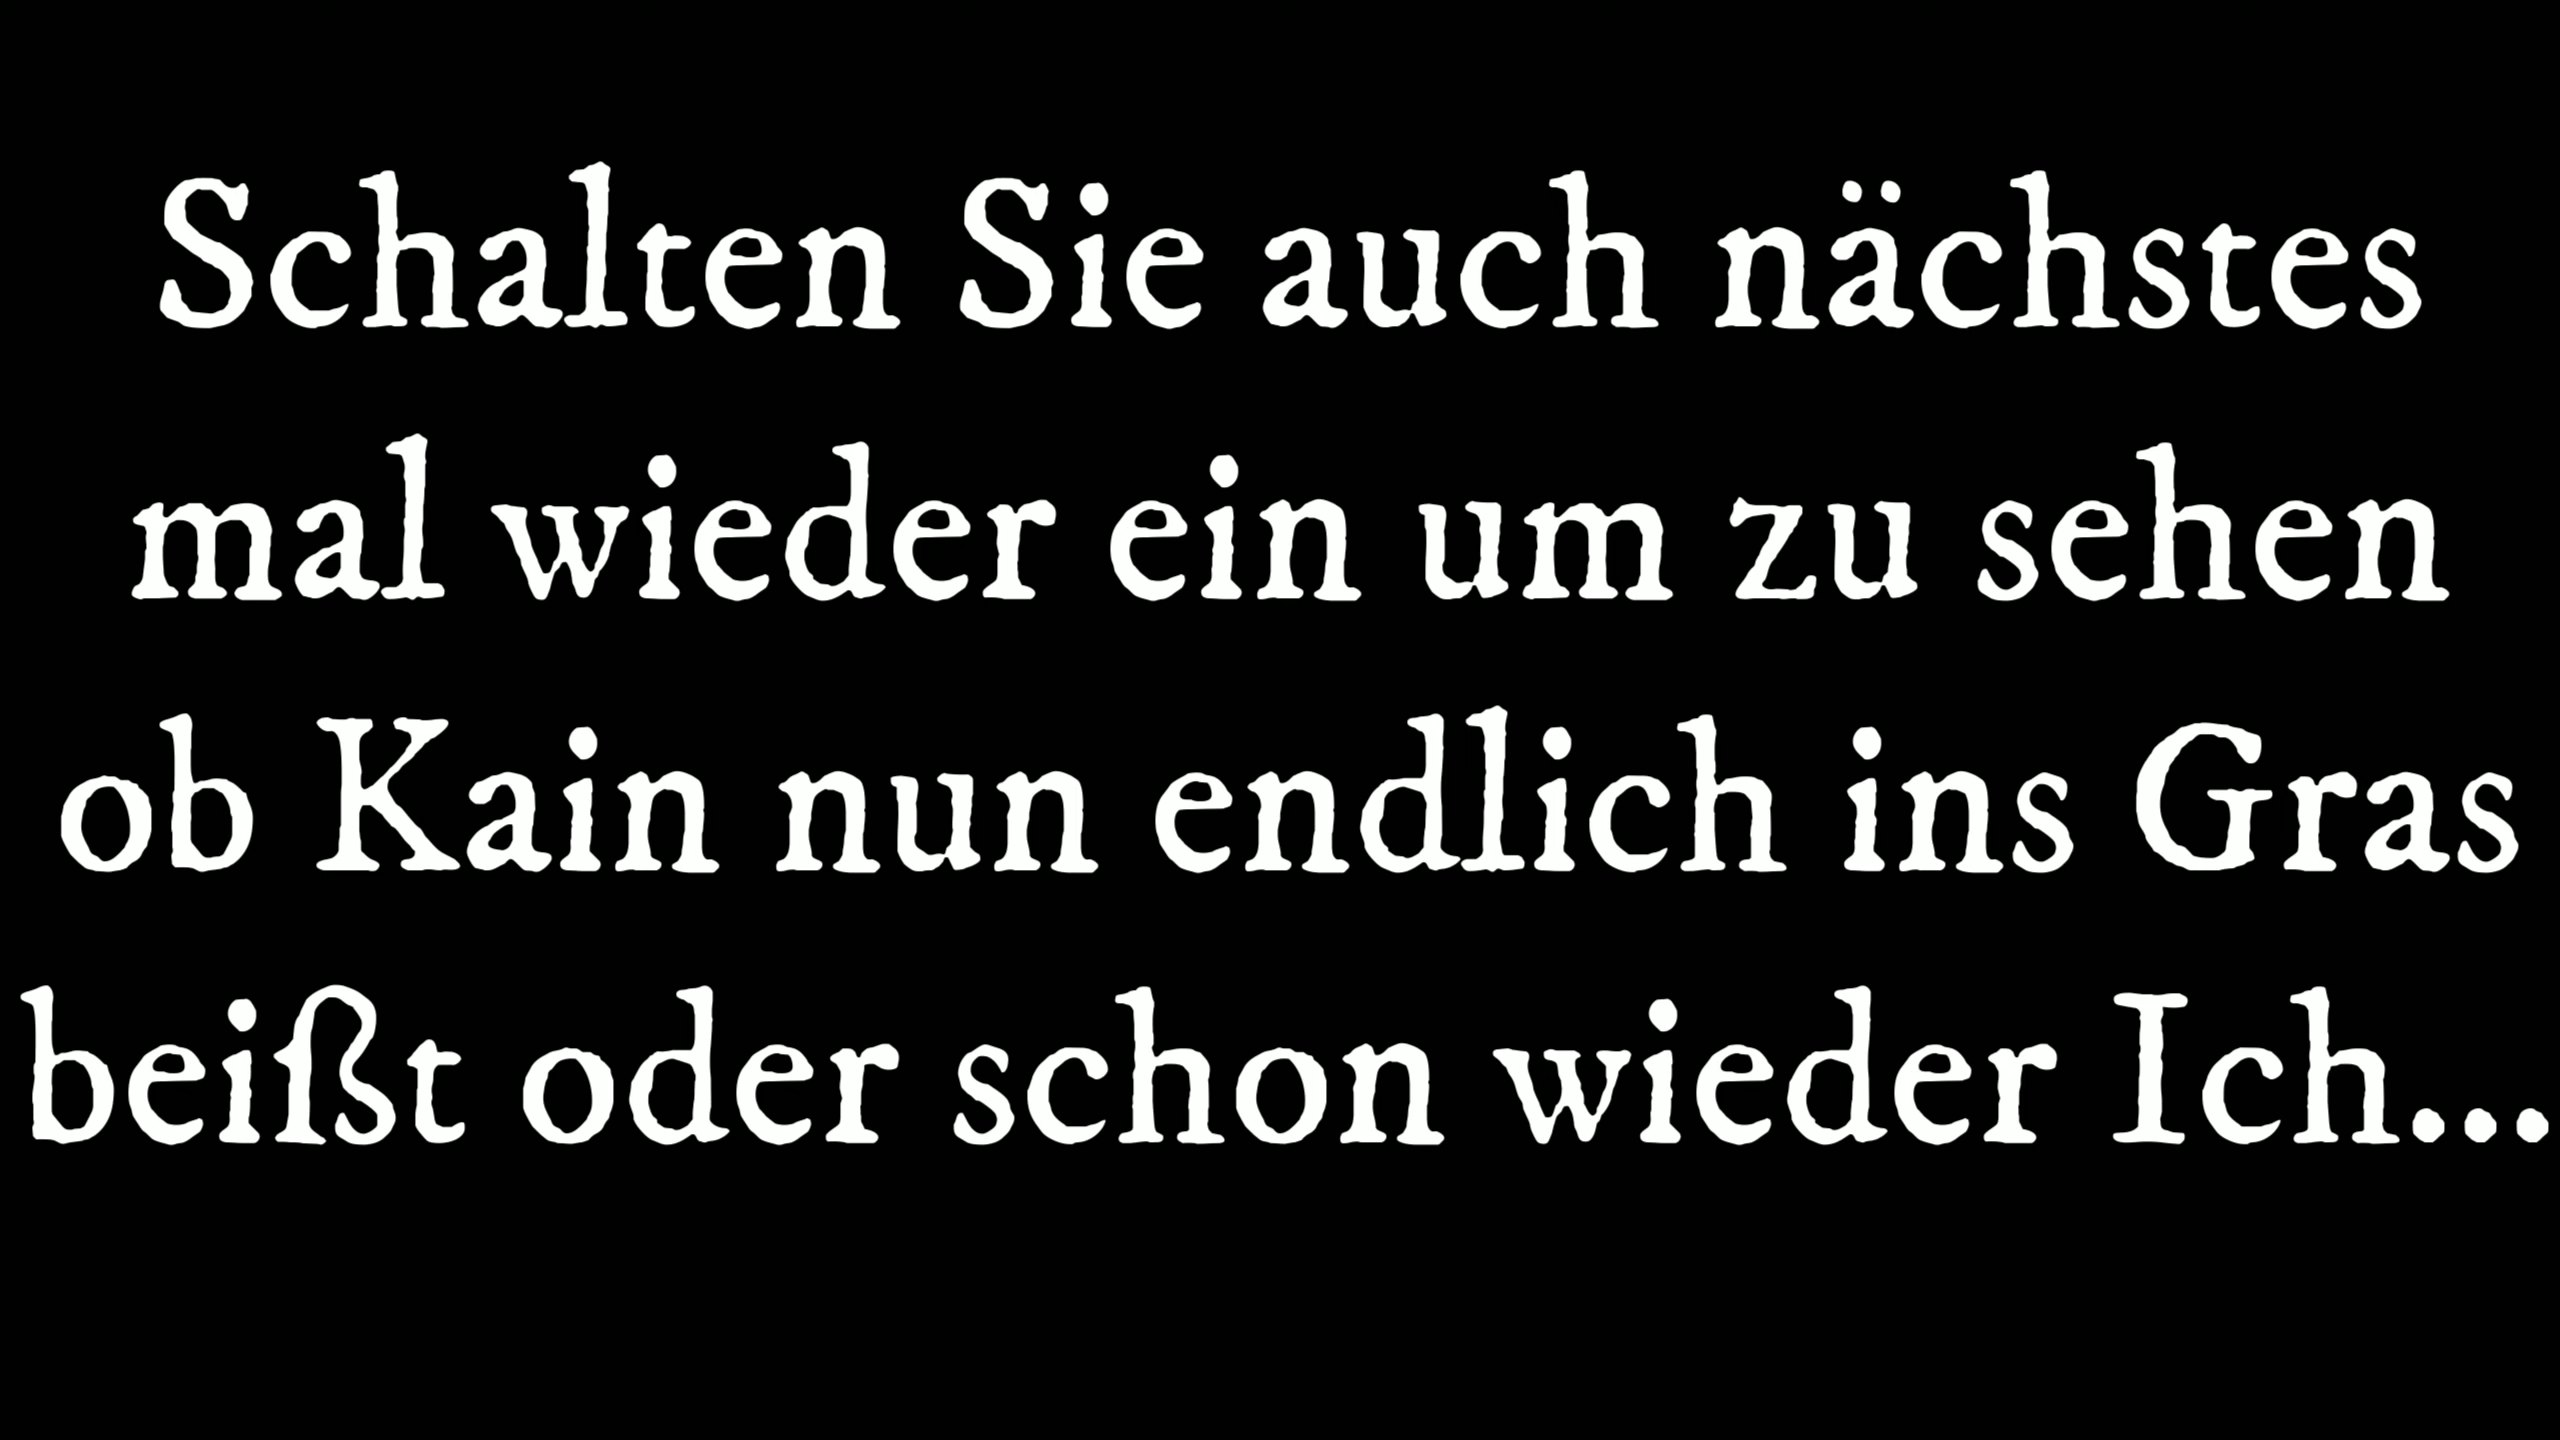 Schalten Sie auch nächstes
mal wieder ein um zu sehen
ob Kain nun endlich ins Gras
beißt oder schon wieder Ich...